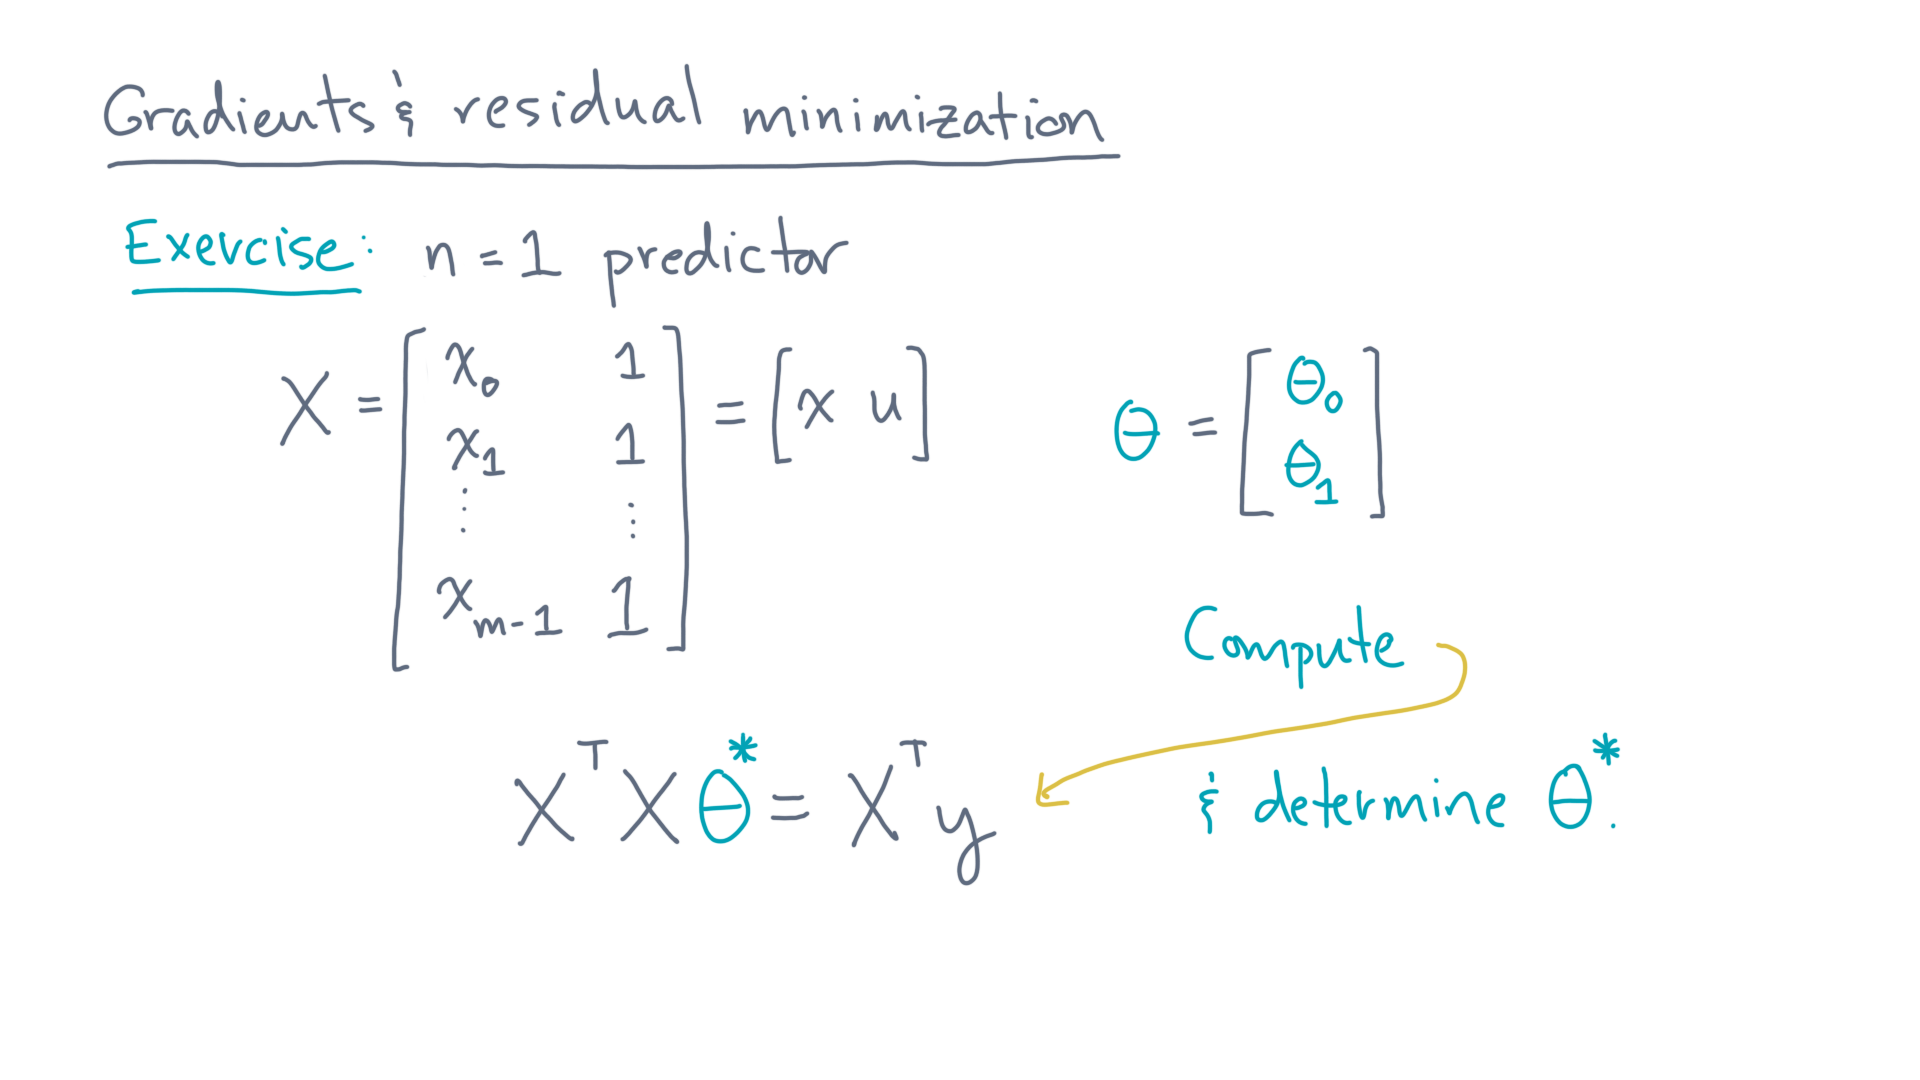 Gradients & residual minimization
Exercise: n = 1 predictor
X = [ x₀ 1 ] = [ x u ]
x₁ 1
⋮ ⋮
xₘ₋₁ 1
θ = [ θ₀ ]
θ₁
Compute
XᵀXθ* = Xᵀy
& determine θ*.